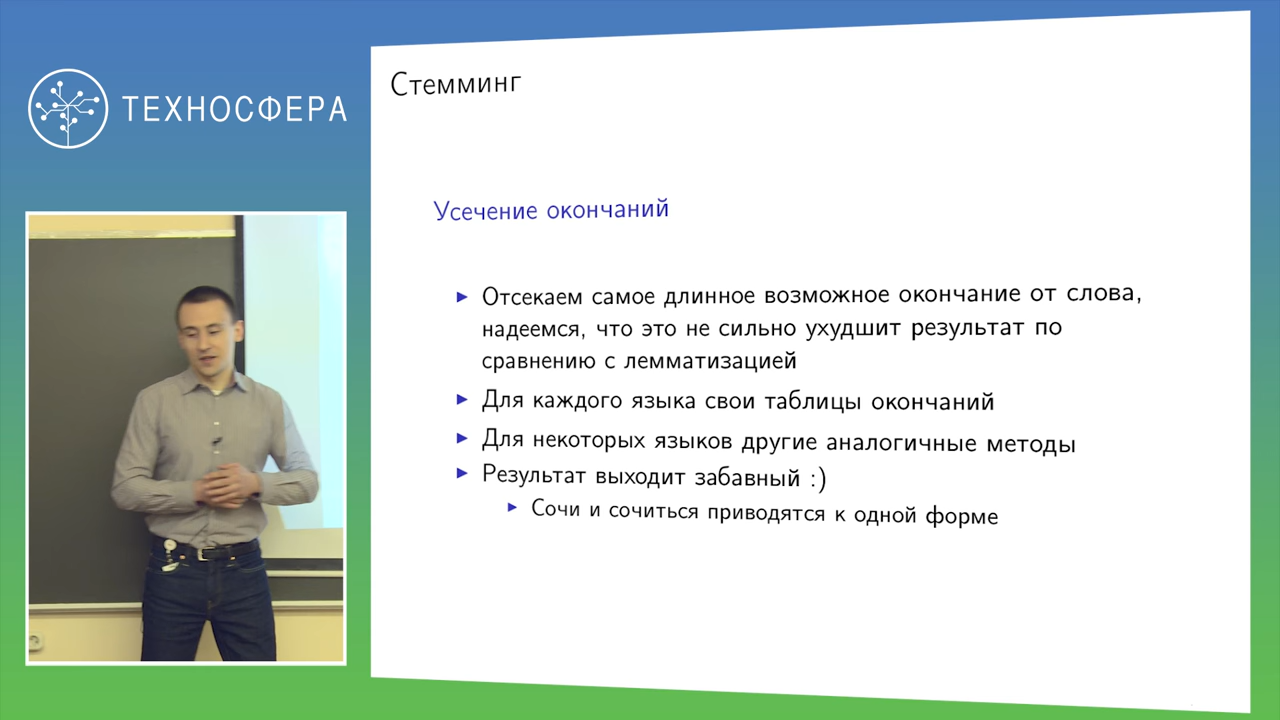 ТЕХНОСФЕРА
Стемминг
Усечение окончаний
Отсекаем самое длинное возможное окончание от слова,
надеемся, что это не сильно ухудшит результат по
сравнению с лемматизацией
Для каждого языка свои таблицы окончаний
Для некоторых языков другие аналогичные методы
Результат выходит забавный :)
Сочи и сочиться приводятся к одной форме